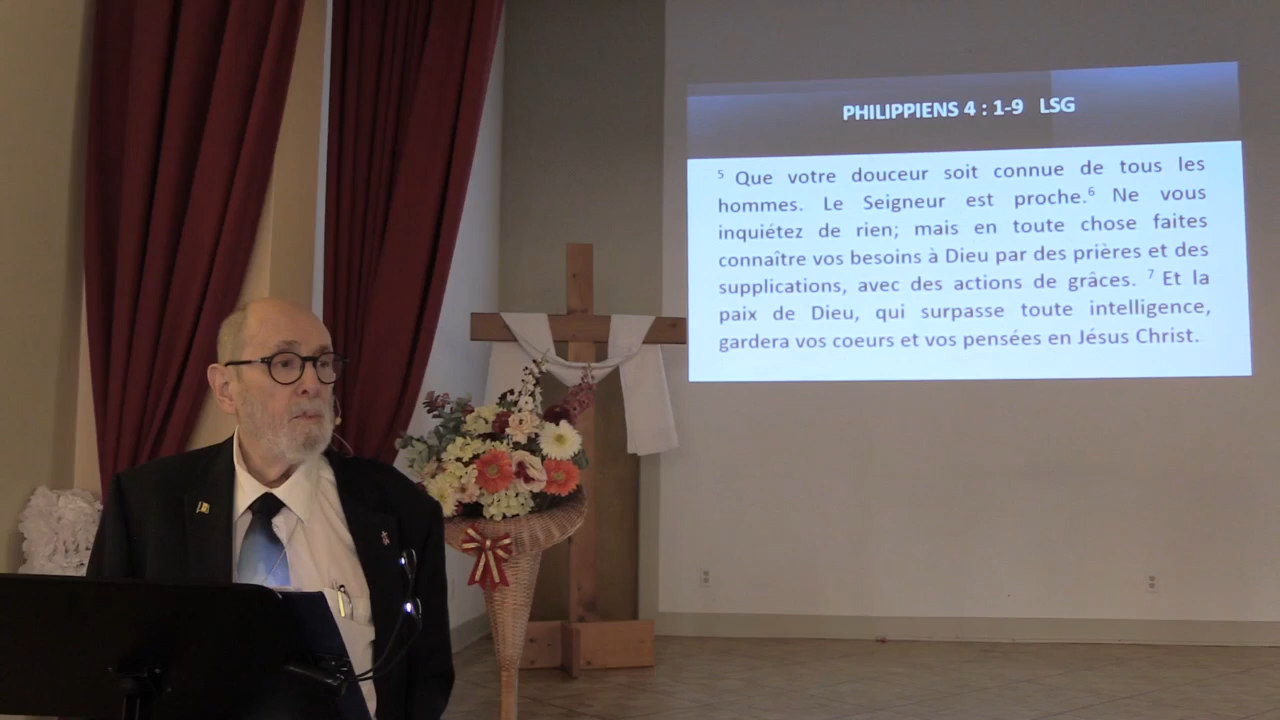 PHILIPPIENS 4 : 1-9 LSG
⁵ Que votre douceur soit connue de tous les
hommes. Le Seigneur est proche.⁶ Ne vous
inquiétez de rien; mais en toute chose faites
connaître vos besoins à Dieu par des prières et des
supplications, avec des actions de grâces. ⁷ Et la
paix de Dieu, qui surpasse toute intelligence,
gardera vos coeurs et vos pensées en Jésus Christ.